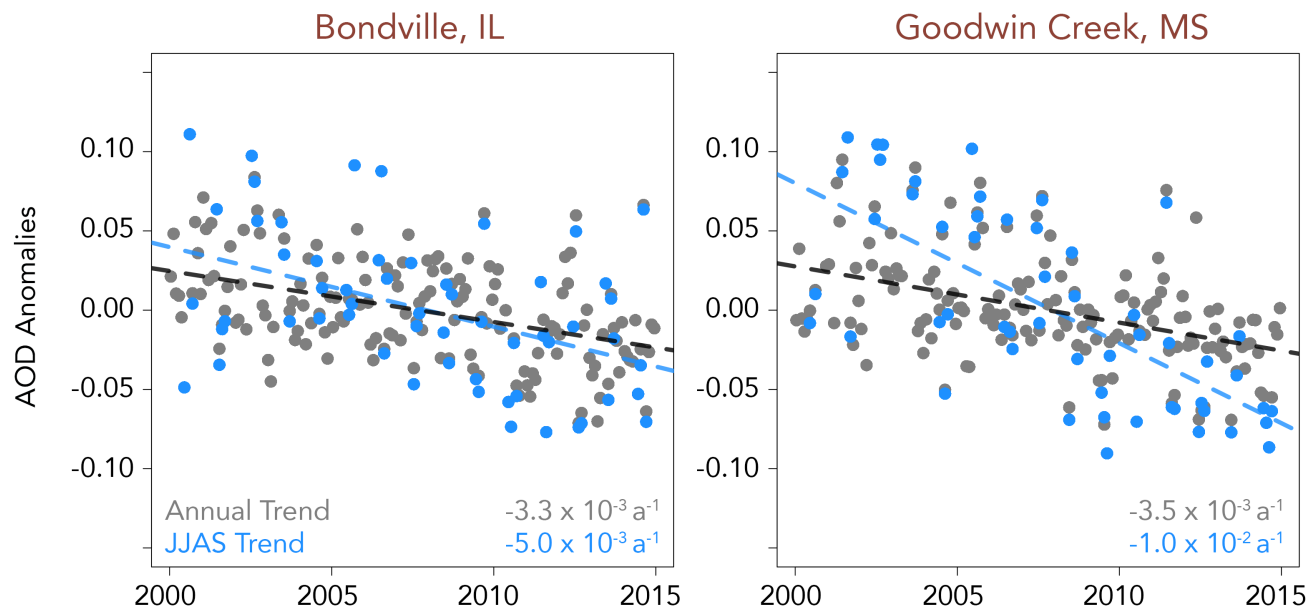 Bondville, IL
Goodwin Creek, MS
AOD Anomalies
0.10
0.05
0.00
-0.05
-0.10
0.10
0.05
0.00
-0.05
-0.10
Annual Trend -3.3 x 10⁻³ a⁻¹
JJAS Trend -5.0 x 10⁻³ a⁻¹
-3.5 x 10⁻³ a⁻¹
-1.0 x 10⁻² a⁻¹
2000 2005 2010 2015
2000 2005 2010 2015